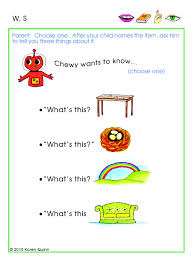 W, S
Parent: Choose one. After your child names the item, ask him
to tell you three things about it.
Chewy wants to know...
(choose one)
• "What's this?
• "What's this?
• "What's this?
• "What's this
© 2010 Karen Quinn